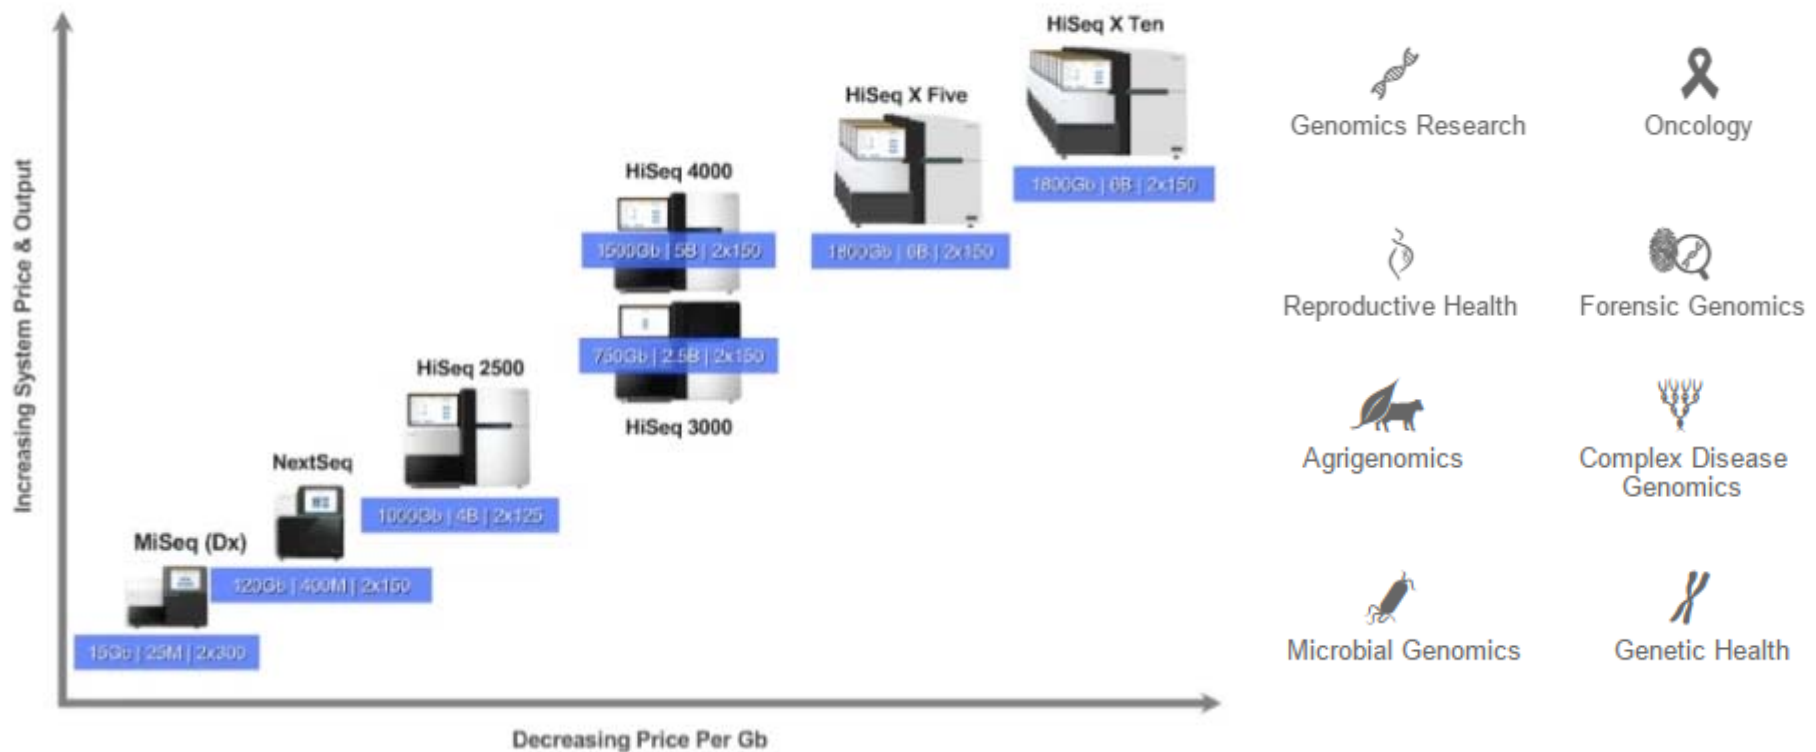 HiSeq X Ten
1800Gb | 6B | 2x150
HiSeq X Five
1800Gb | 6B | 2x150
HiSeq 4000
1500Gb | 5B | 2x150
750Gb | 2.5B | 2x150
HiSeq 3000
HiSeq 2500
1000Gb | 4B | 2x125
NextSeq
120Gb | 400M | 2x150
MiSeq (Dx)
15Gb | 25M | 2x300
Increasing System Price & Output
Decreasing Price Per Gb
Genomics Research
Oncology
Reproductive Health
Forensic Genomics
Agrigenomics
Complex Disease
Genomics
Microbial Genomics
Genetic Health